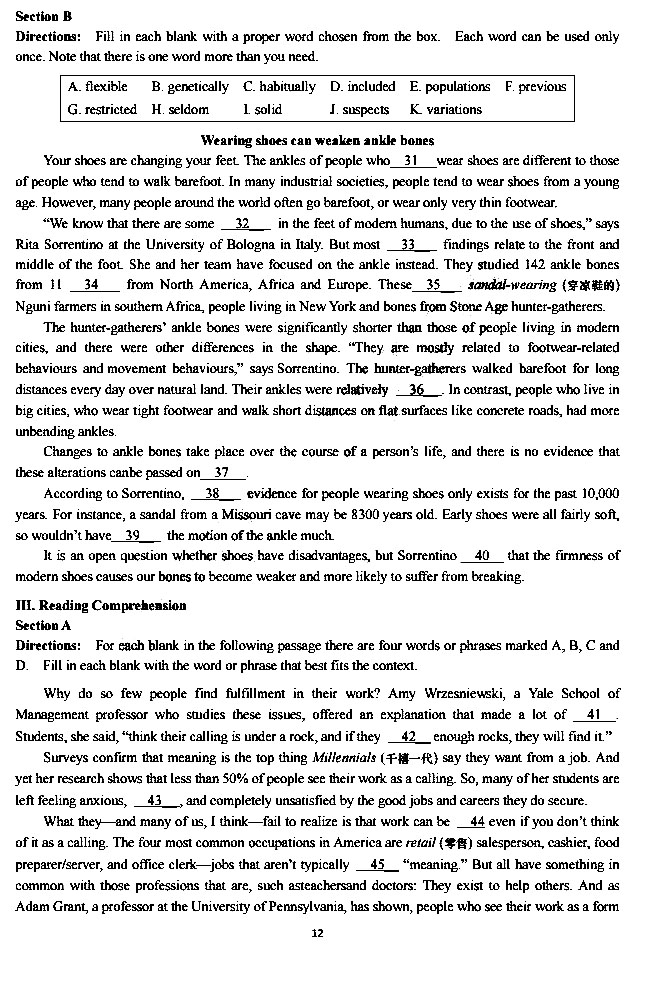 Section B
Directions: Fill in each blank with a proper word chosen from the box. Each word can be used only
once. Note that there is one word more than you need.
A. flexible B. genetically C. habitually D. included E. populations F. previous
G. restricted H. seldom I. solid J. suspects K. variations
Wearing shoes can weaken ankle bones
Your shoes are changing your feet. The ankles of people who 31 wear shoes are different to those
of people who tend to walk barefoot. In many industrial societies, people tend to wear shoes from a young
age. However, many people around the world often go barefoot, or wear only very thin footwear.
“We know that there are some 32 in the feet of modern humans, due to the use of shoes,” says
Rita Sorrentino at the University of Bologna in Italy. But most 33 findings relate to the front and
middle of the foot. She and her team have focused on the ankle instead. They studied 142 ankle bones
from 11 34 from North America, Africa and Europe. These 35 sandal-wearing (穿凉鞋的)
Nguni farmers in southern Africa, people living in New York and bones from Stone Age hunter-gatherers.
The hunter-gatherers’ ankle bones were significantly shorter than those of people living in modern
cities, and there were other differences in the shape. “They are mostly related to footwear-related
behaviours and movement behaviours,” says Sorrentino. The hunter-gatherers walked barefoot for long
distances every day over natural land. Their ankles were relatively 36 . In contrast, people who live in
big cities, who wear tight footwear and walk short distances on flat surfaces like concrete roads, had more
unbending ankles.
Changes to ankle bones take place over the course of a person’s life, and there is no evidence that
these alterations canbe passed on 37 .
According to Sorrentino, 38 evidence for people wearing shoes only exists for the past 10,000
years. For instance, a sandal from a Missouri cave may be 8300 years old. Early shoes were all fairly soft,
so wouldn’t have 39 the motion of the ankle much.
It is an open question whether shoes have disadvantages, but Sorrentino 40 that the firmness of
modern shoes causes our bones to become weaker and more likely to suffer from breaking.
III. Reading Comprehension
Section A
Directions: For each blank in the following passage there are four words or phrases marked A, B, C and
D. Fill in each blank with the word or phrase that best fits the context.
Why do so few people find fulfillment in their work? Amy Wrzesniewski, a Yale School of
Management professor who studies these issues, offered an explanation that made a lot of 41 .
Students, she said, “think their calling is under a rock, and if they 42 enough rocks, they will find it.”
Surveys confirm that meaning is the top thing Millennials (千禧一代) say they want from a job. And
yet her research shows that less than 50% of people see their work as a calling. So, many of her students are
left feeling anxious, 43 , and completely unsatisfied by the good jobs and careers they do secure.
What they—and many of us, I think—fail to realize is that work can be 44 even if you don’t think
of it as a calling. The four most common occupations in America are retail (零售) salesperson, cashier, food
preparer/server, and office clerk—jobs that aren’t typically 45 “meaning.” But all have something in
common with those professions that are, such asteachersand doctors: They exist to help others. And as
Adam Grant, a professor at the University of Pennsylvania, has shown, people who see their work as a form
12